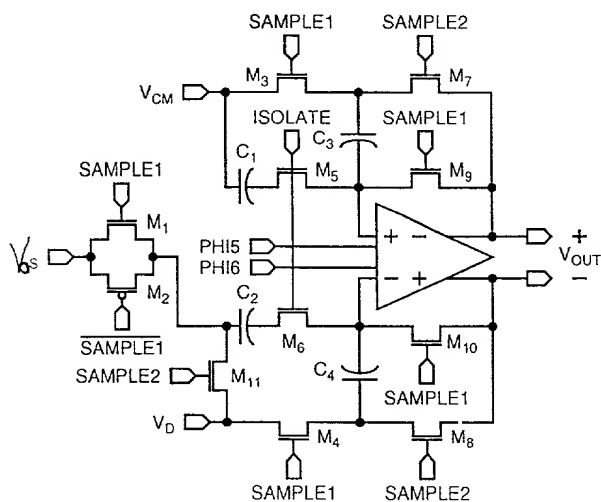 SAMPLE1 SAMPLE2
M3 M7
VCM
ISOLATE SAMPLE1
C3
C1
M5 M9
SAMPLE1
M1
+ − +
VS PHI5 VOUT
PHI6
− + −
M2
C2
SAMPLE1
M6 M10
SAMPLE2 M11 C4
SAMPLE1
VD
M4 M8
SAMPLE1 SAMPLE2